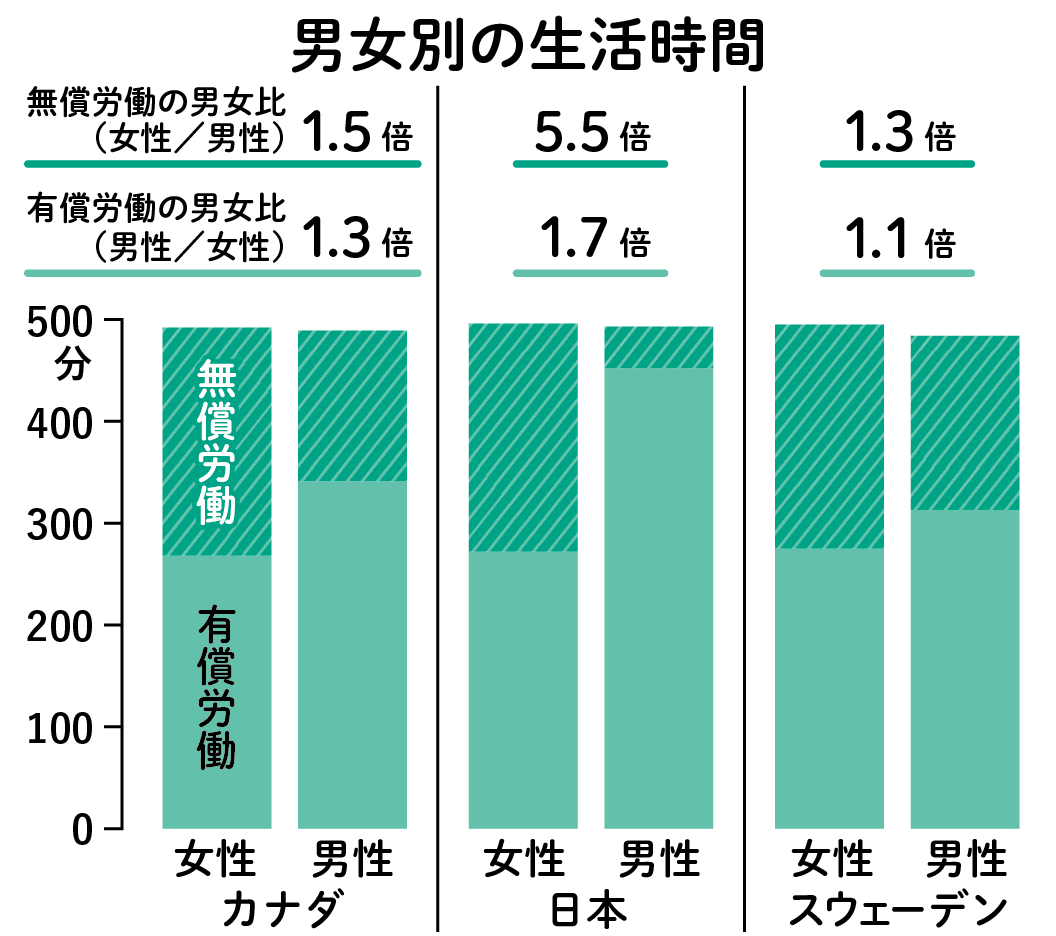 男女別の生活時間
無償労働の男女比
（女性／男性）
1.5 倍
5.5 倍
1.3 倍
有償労働の男女比
（男性／女性）
1.3 倍
1.7 倍
1.1 倍
500
分
400
300
200
100
0
無償労働
有償労働
女性
男性
女性
男性
女性
男性
カナダ
日本
スウェーデン